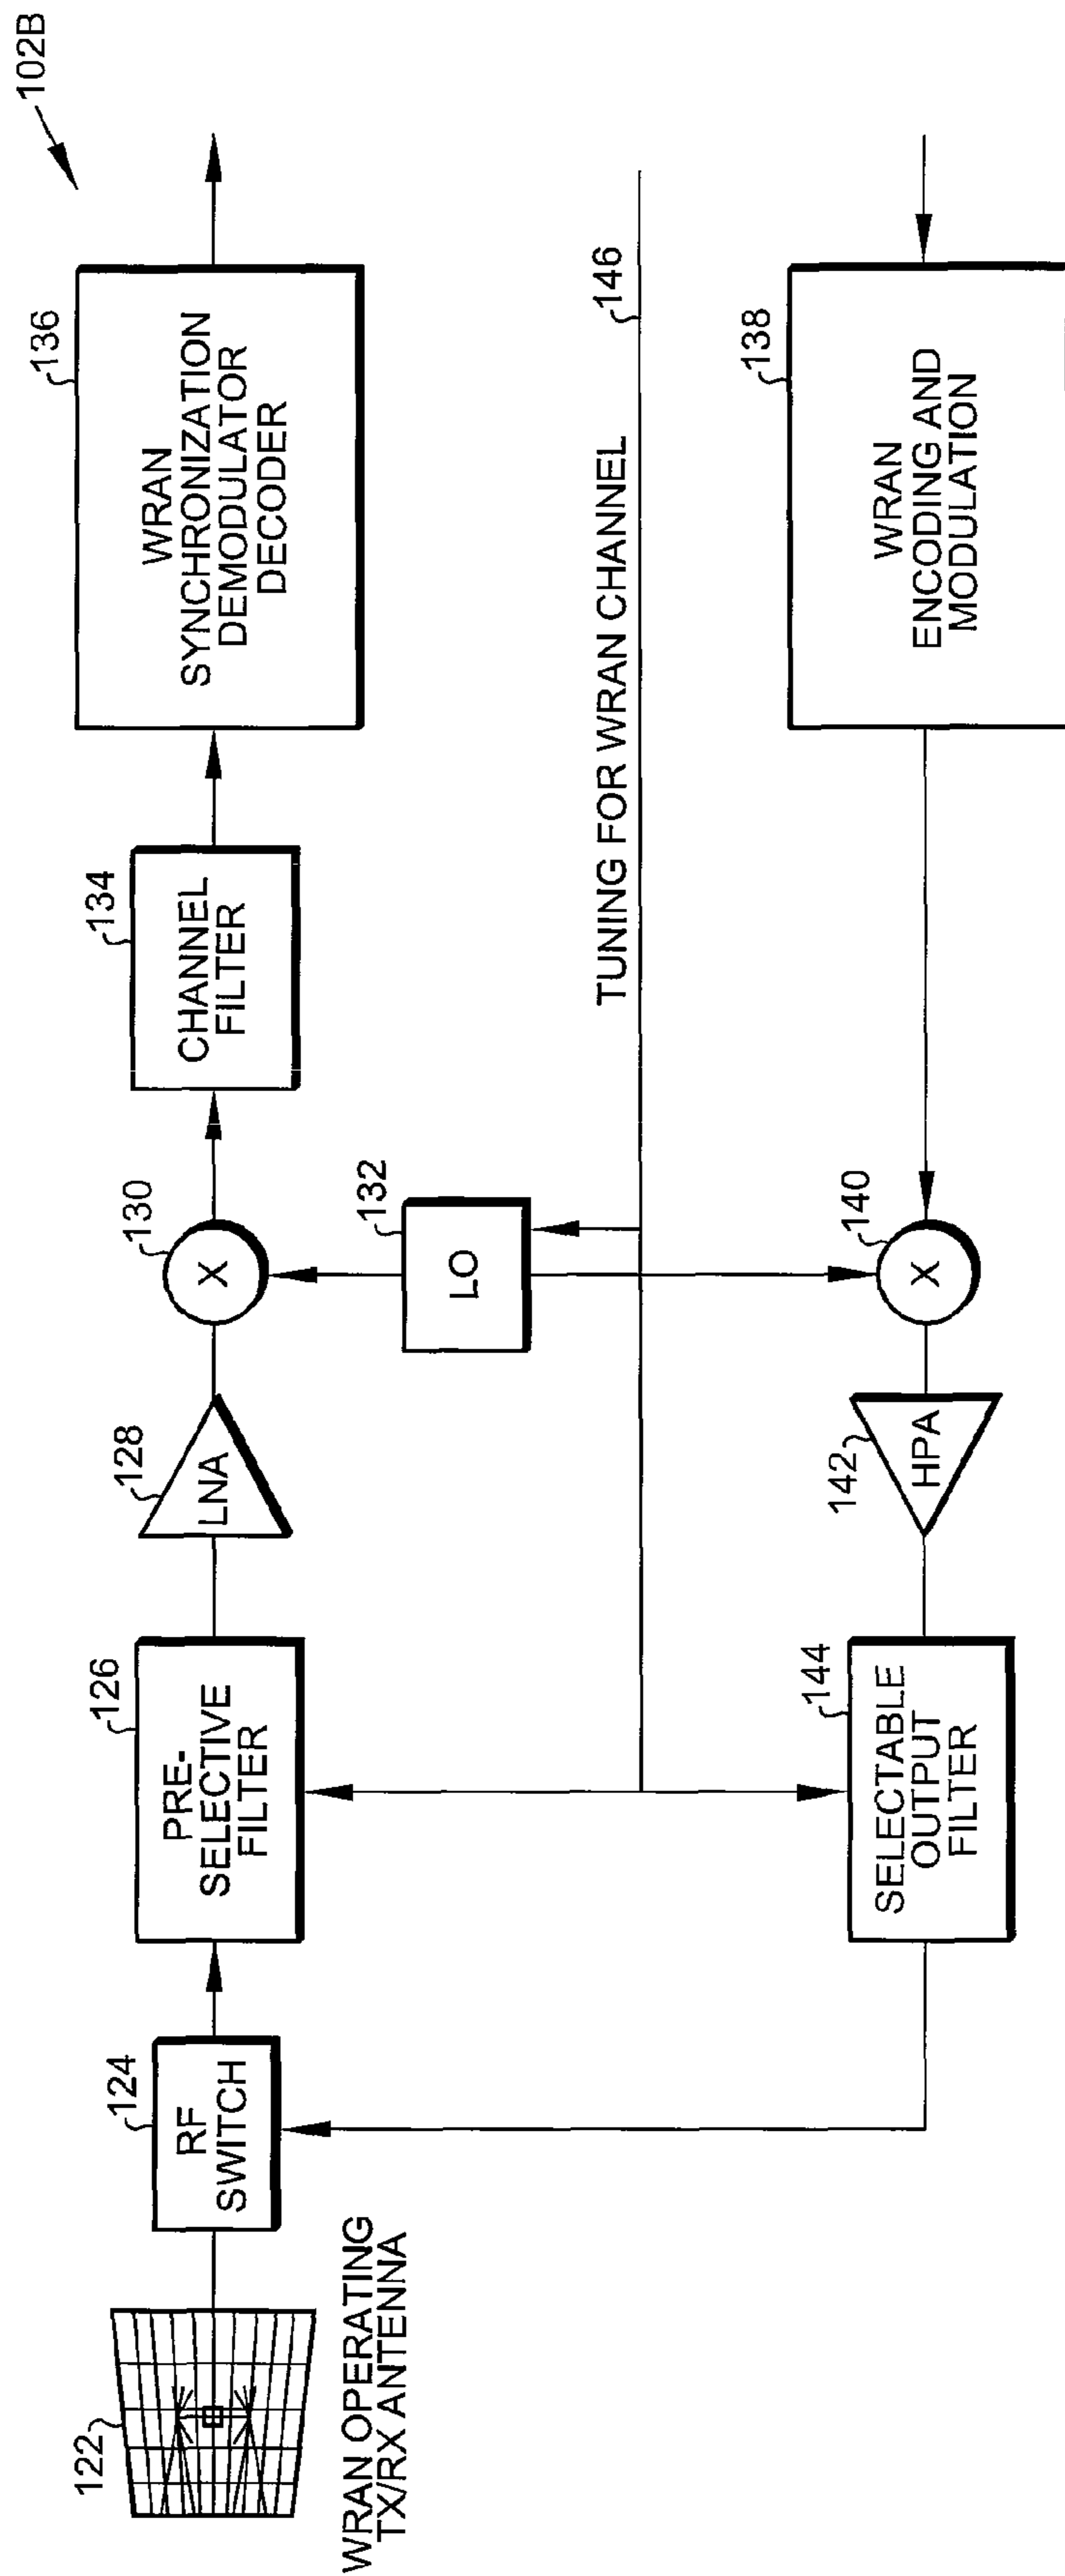 102B
122
WRAN OPERATING
TX/RX ANTENNA
124
RF
SWITCH
126
PRE-
SELECTIVE
FILTER
128
LNA
130
X
134
CHANNEL
FILTER
136
WRAN
SYNCHRONIZATION
DEMODULATOR
DECODER
132
LO
TUNING FOR WRAN CHANNEL
146
144
SELECTABLE
OUTPUT
FILTER
142
HPA
140
X
138
WRAN
ENCODING AND
MODULATION